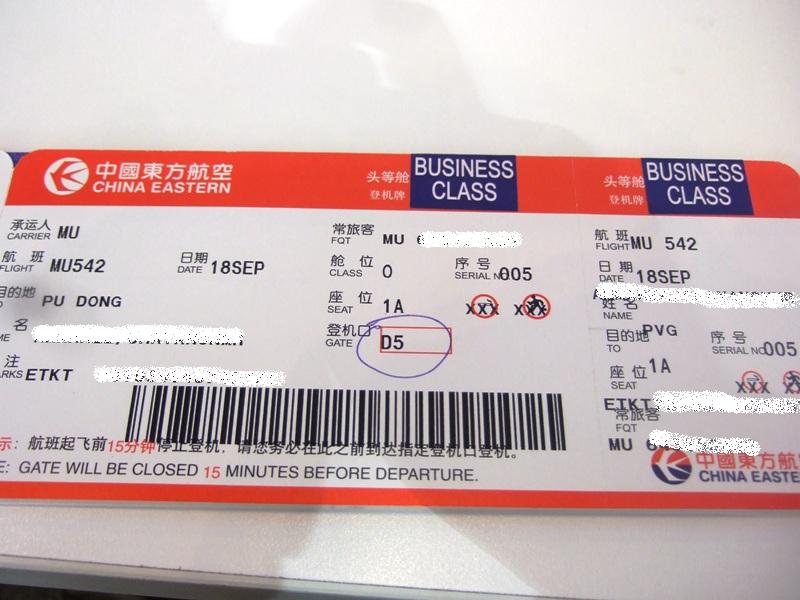 中國東方航空
CHINA EASTERN
头等舱
登机牌
BUSINESS
CLASS
承运人
CARRIER MU
航 班
FLIGHT MU542
日期
DATE 18SEP
目的地 PU DONG
名
ME
注
ARKS ETKT
常旅客
FQT MU
舱 位
CLASS O
序 号
SERIAL NO 005
座 位
SEAT 1A
XXX XXX
登机口
GATE D5
示: 航班起飞前15分钟停止登机, 请您务必在此之前到达指定登机口登机。
E: GATE WILL BE CLOSED 15 MINUTES BEFORE DEPARTURE.
头等舱
登机牌
BUSINESS
CLASS
航 班
FLIGHT MU 542
日 期
DATE 18SEP
姓 名
NAME
目的地
TO PVG
序 号
SERIAL NO 005
座 位
SEAT 1A
XXX XX
ETKT
常旅客
FQT
MU
中國東方航
CHINA EASTE